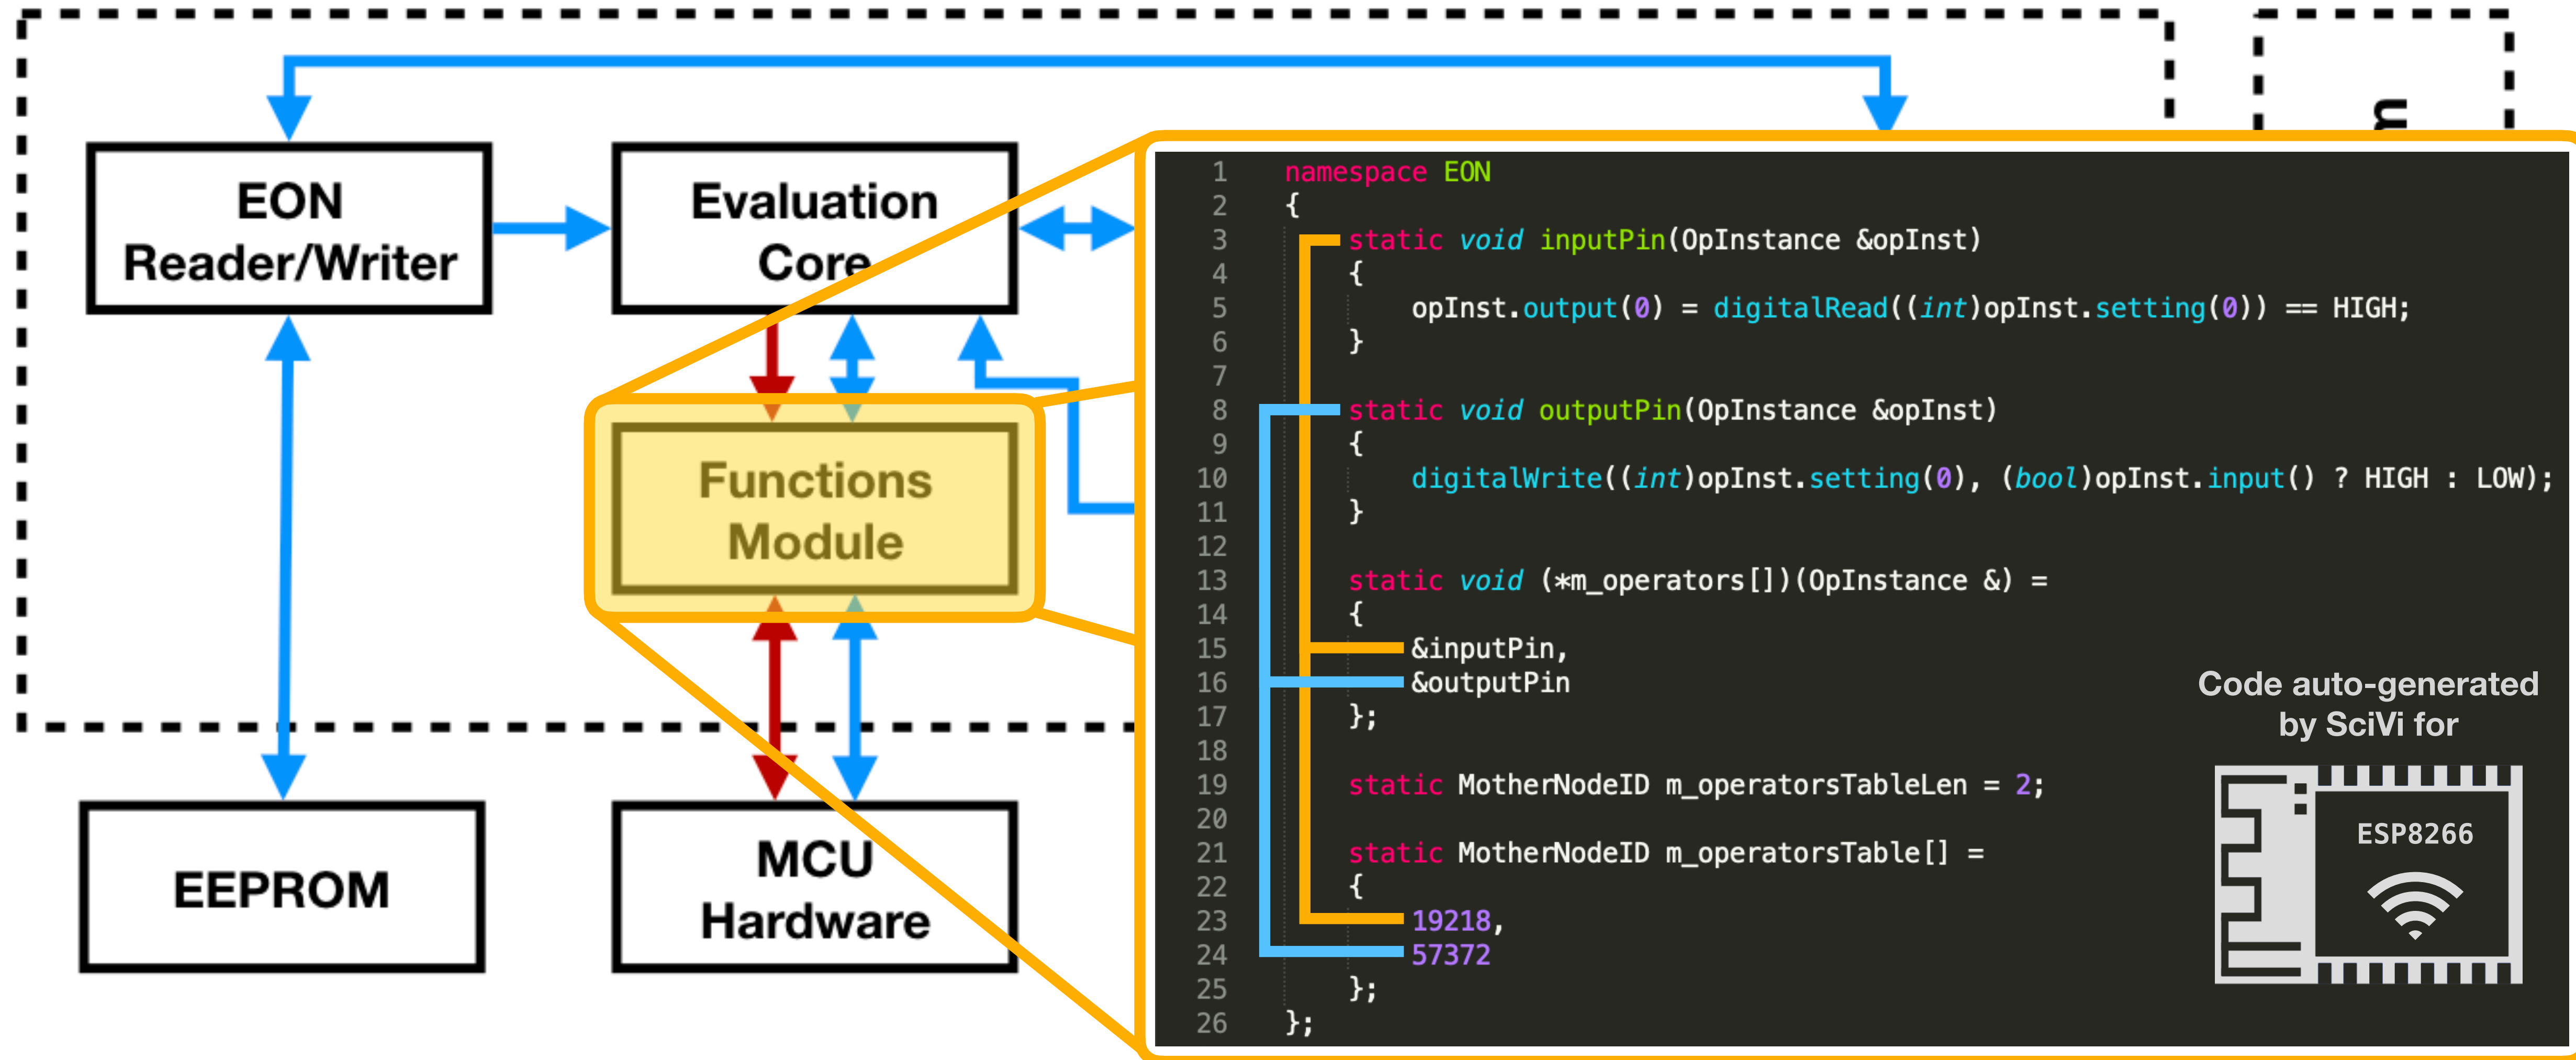 EON
Reader/Writer
Evaluation
Core
Functions
Module
EEPROM
MCU
Hardware
n
1 namespace EON
2 {
3 static void inputPin(OpInstance &opInst)
4 {
5 opInst.output(0) = digitalRead((int)opInst.setting(0)) == HIGH;
6 }
7
8 static void outputPin(OpInstance &opInst)
9 {
10 digitalWrite((int)opInst.setting(0), (bool)opInst.input() ? HIGH : LOW);
11 }
12
13 static void (*m_operators[])(OpInstance &) =
14 {
15 &inputPin,
16 &outputPin
17 };
18
19 static MotherNodeID m_operatorsTableLen = 2;
20
21 static MotherNodeID m_operatorsTable[] =
22 {
23 19218,
24 57372
25 };
26 };
Code auto-generated
by SciVi for
ESP8266